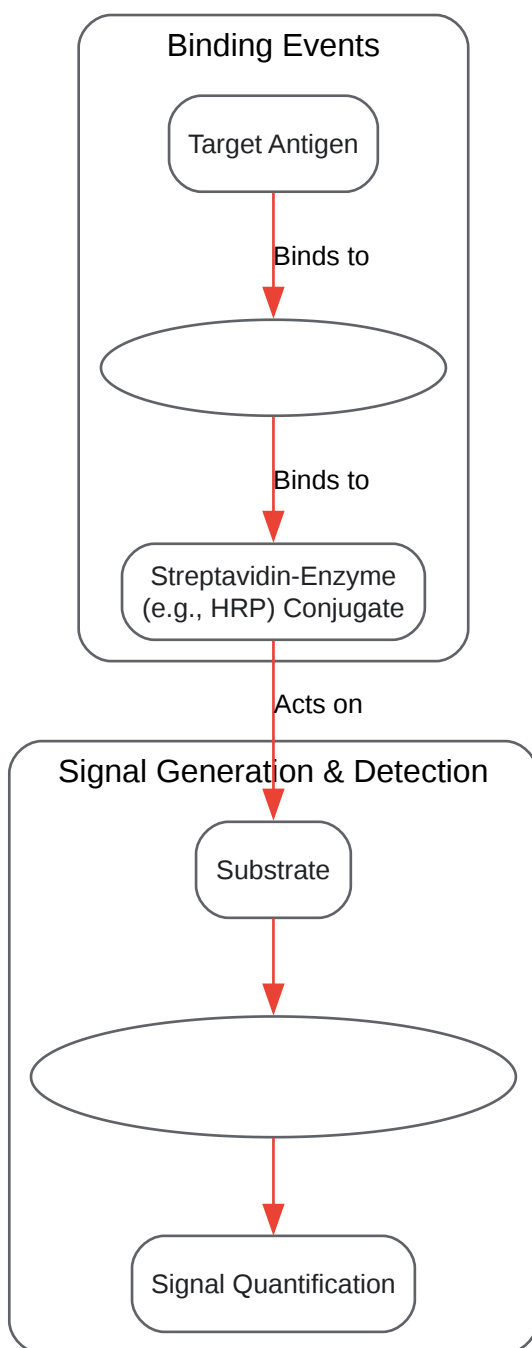 Binding Events
Target Antigen
Binds to
Binds to
Streptavidin-Enzyme
(e.g., HRP) Conjugate
Acts on
Signal Generation & Detection
Substrate
Signal Quantification